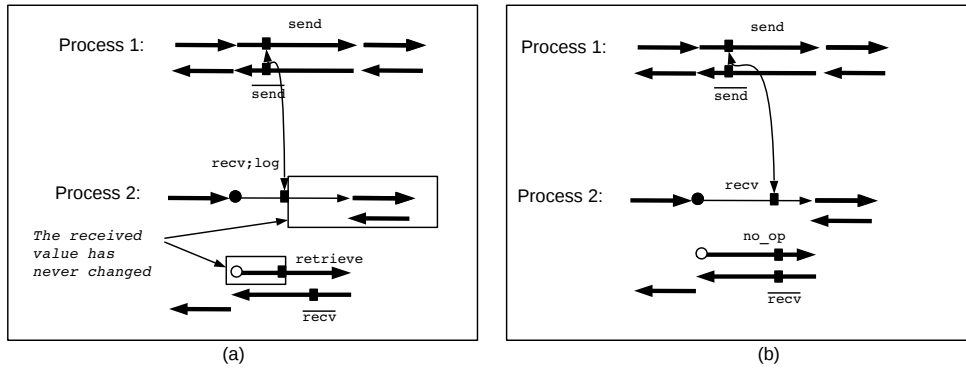 send
Process 1:
send
recv;log
Process 2:
The received
value has
never changed
retrieve
recv
(a)
send
Process 1:
send
recv
Process 2:
no_op
recv
(b)